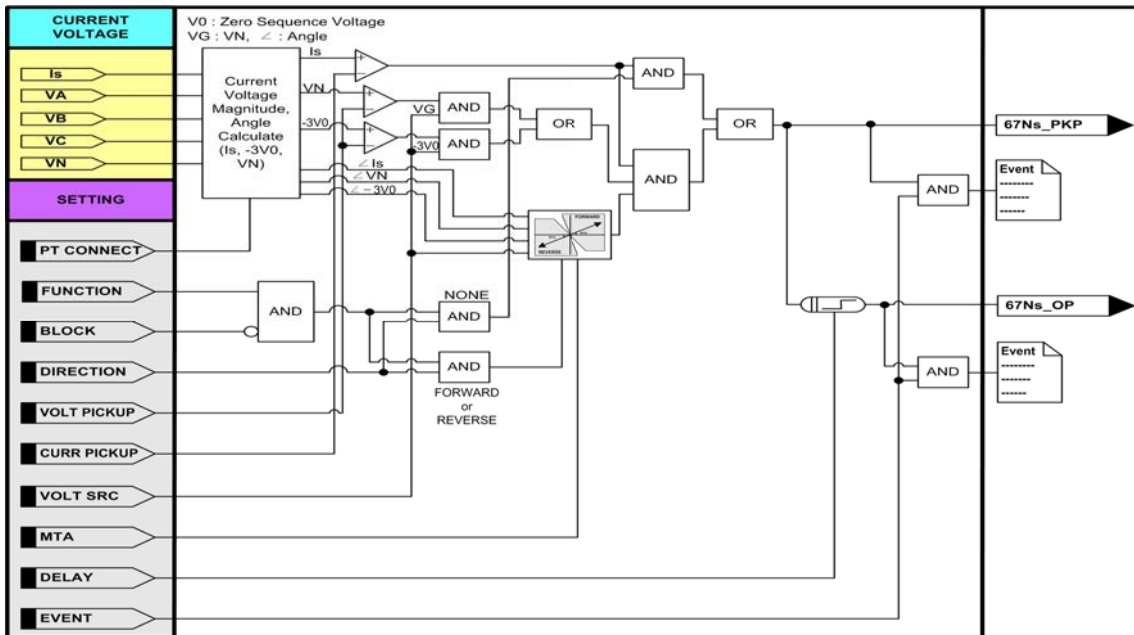 CURRENT
VOLTAGE
V0 : Zero Sequence Voltage
VG : VN, ∠ : Angle
Is
VA
VB
VC
VN
Current
Voltage
Magnitude,
Angle
Calculate
(Is, -3V0,
VN)
Is
VN
-3V0
∠ Is
∠ VN
∠ -3V0
VG
-3V0
AND
AND
OR
AND
AND
OR
FORWARD
REVERSE
67Ns_PKP
AND
Event
--------
-------
------
SETTING
PT CONNECT
FUNCTION
BLOCK
DIRECTION
VOLT PICKUP
CURR PICKUP
VOLT SRC
MTA
DELAY
EVENT
AND
NONE
AND
AND
FORWARD
or
REVERSE
67Ns_OP
AND
Event
--------
-------
------